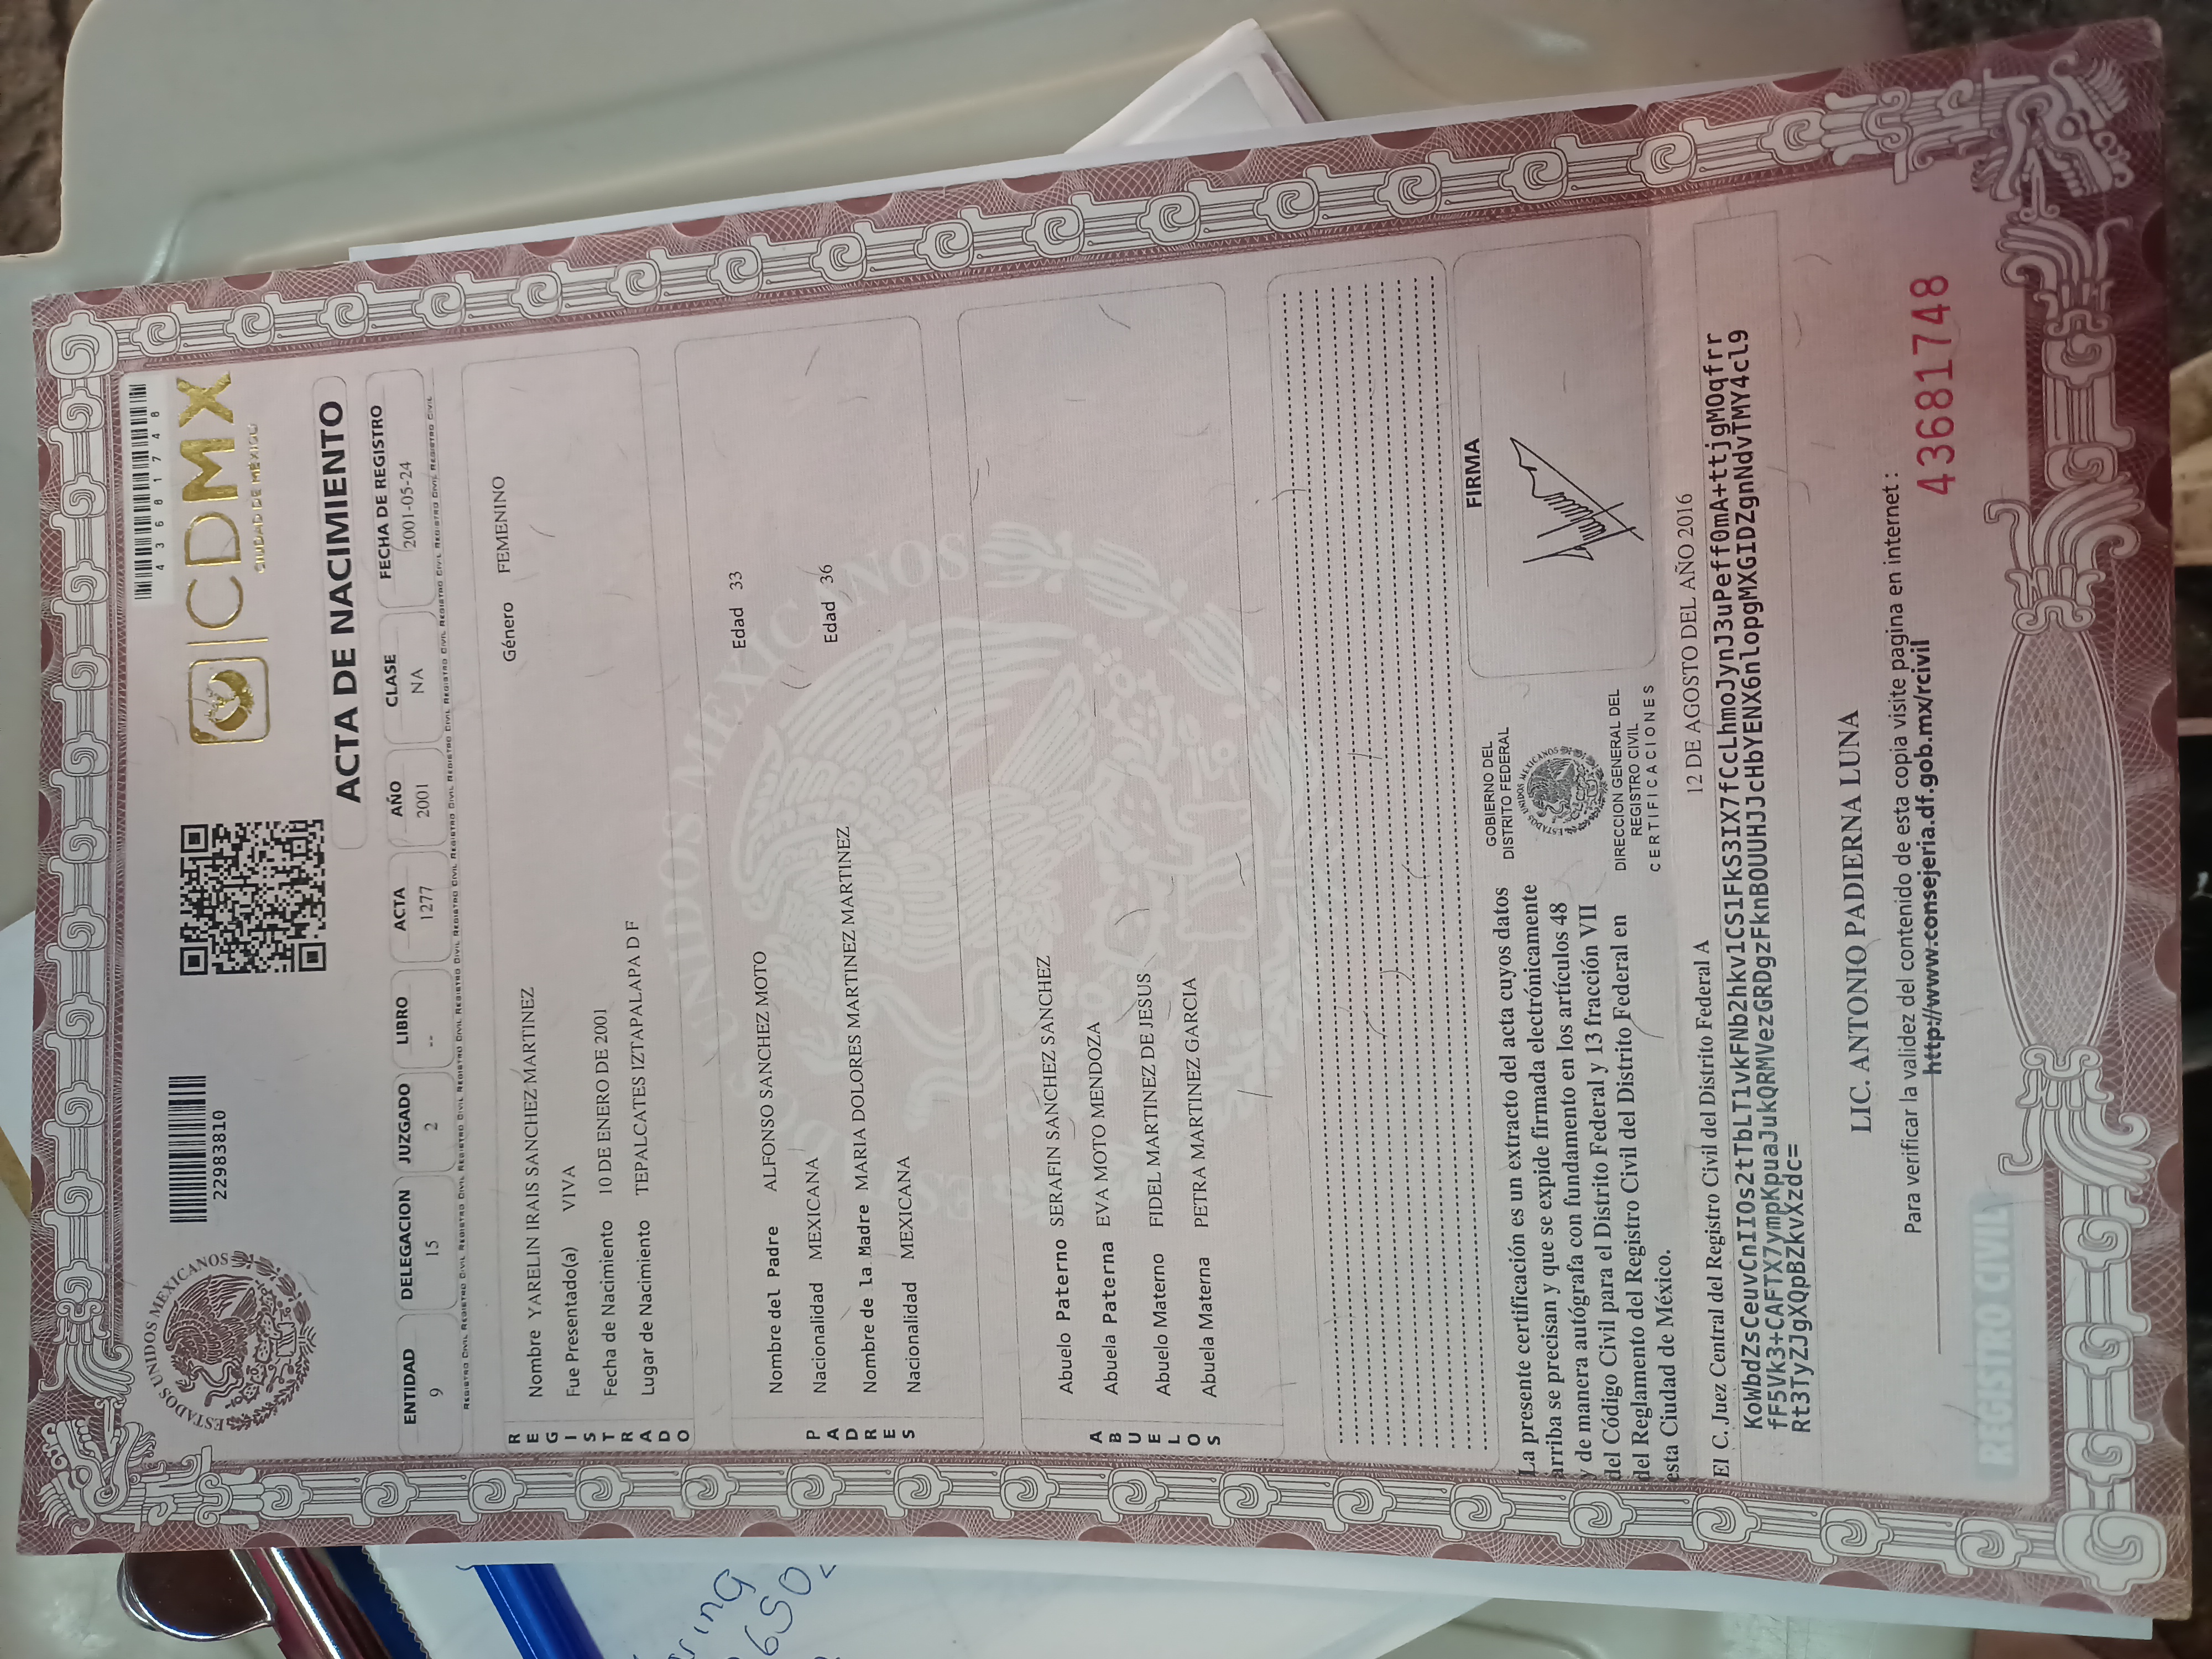 ESTADOS UNIDOS MEXICANOS
22983810
43681748
CDMX
CIUDAD DE MÉXICO
ACTA DE NACIMIENTO
ENTIDAD DELEGACION JUZGADO LIBRO ACTA AÑO CLASE FECHA DE REGISTRO
9 15 2 -- 1277 2001 NA 2001-05-24
REGISTRADO
Nombre YARELIN IRAIS SANCHEZ MARTINEZ Género FEMENINO
Fue Presentado(a) VIVA
Fecha de Nacimiento 10 DE ENERO DE 2001
Lugar de Nacimiento TEPALCATES IZTAPALAPA D F
PADRES
Nombre del Padre ALFONSO SANCHEZ MOTO Edad 33
Nacionalidad MEXICANA
Nombre de la Madre MARIA DOLORES MARTINEZ MARTINEZ Edad 36
Nacionalidad MEXICANA
ESTADOS UNIDOS MEXICANOS
ABUELOS
Abuelo Paterno SERAFIN SANCHEZ SANCHEZ
Abuela Paterna EVA MOTO MENDOZA
Abuelo Materno FIDEL MARTINEZ DE JESUS
Abuela Materna PETRA MARTINEZ GARCIA
La presente certificación es un extracto del acta cuyos datos
arriba se precisan y que se expide firmada electrónicamente
y de manera autógrafa con fundamento en los artículos 48
del Código Civil para el Distrito Federal y 13 fracción VII
del Reglamento del Registro Civil del Distrito Federal en
esta Ciudad de México.
GOBIERNO DEL
DISTRITO FEDERAL
ESTADOS UNIDOS MEXICANOS
DIRECCION GENERAL DEL
REGISTRO CIVIL
CERTIFICACIONES
FIRMA
El C. Juez Central del Registro Civil del Distrito Federal A 12 DE AGOSTO DEL AÑO 2016
LIC. ANTONIO PADIERNA LUNA
Para verificar la validez del contenido de esta copia visite pagina en internet :
http://www.consejeria.df.gob.mx/rcivil
REGISTRO CIVIL
43681748